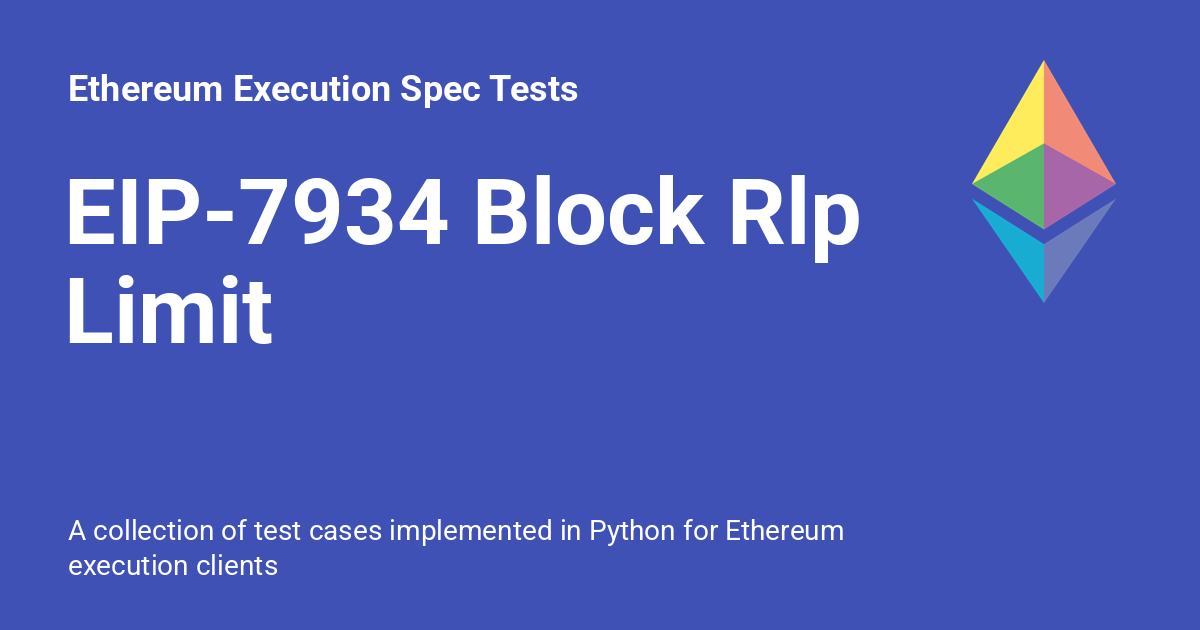 Ethereum Execution Spec Tests
EIP-7934 Block Rlp
Limit
A collection of test cases implemented in Python for Ethereum
execution clients